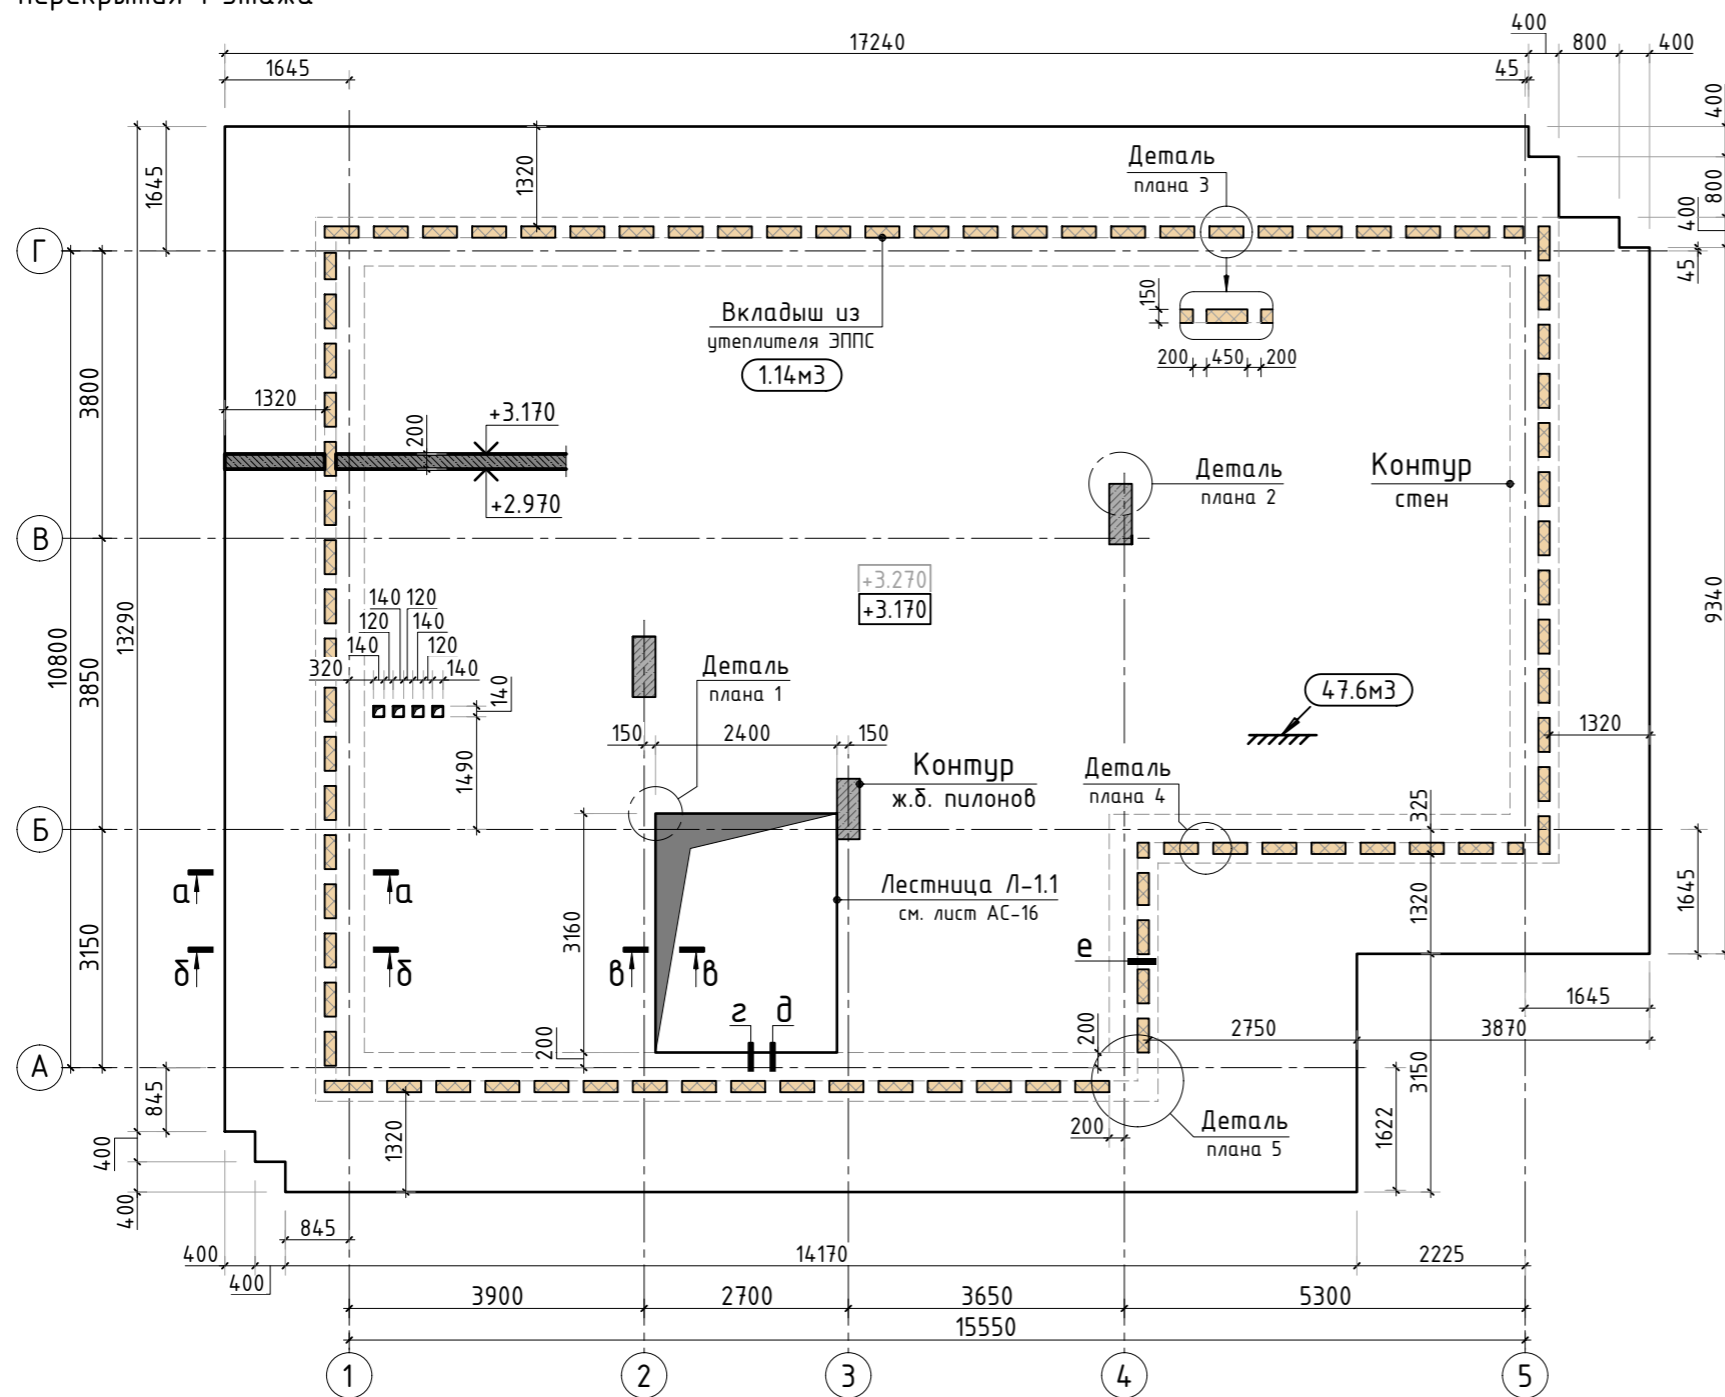 перекрытия 1 этажа
400
17240
800
400
1645
45
400
1645
1320
Деталь
плана 3
800
400
45
Г
150
Вкладыш из
утеплителя ЭППС
1.14м3
200
450
200
3800
1320
+3.170
200
+2.970
Деталь
плана 2
Контур
стен
В
13290
+3.270
+3.170
9340
10800
3850
140
120
120
140
140
120
320
140
140
Деталь
плана 1
47.6м3
150
2400
150
1320
1490
Контур
ж.б. пилонов
Деталь
плана 4
325
Б
а
а
Лестница Л-1.1
см. лист АС-16
1320
1645
3150
3160
б
б
в
в
е
г
д
1645
200
200
2750
3870
А
845
3150
1320
200
Деталь
плана 5
1622
400
400
845
400
14170
2225
400
3900
2700
3650
5300
15550
1
2
3
4
5